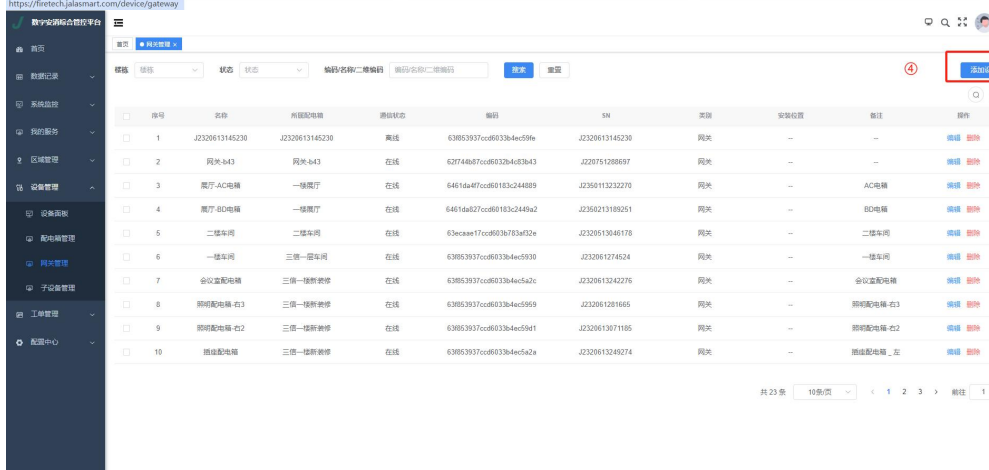 https://firetech.jalasmart.com/device/gateway
数字安消综合管控平台
首页
数据记录
系统监控
我的服务
区域管理
设备管理
设备面板
配电箱管理
网关管理
子设备管理
工单管理
配置中心
首页 网关管理 ×
楼栋 楼栋 状态 状态 编码/名称/二维编码 编码/名称/二维编码 搜索 重置 ④ 添加
序号 名称 所属配电箱 通信状态 编码 SN 类别 安装位置 备注 操作
1 J2320613145230 J2320613145230 离线 63f853937ccd6033b4ec59fe J2320613145230 网关 -- -- 编辑 删除
2 网关-b43 网关-b43 在线 62f744b87ccd6032b4c83b43 J220751288697 网关 -- -- 编辑 删除
3 展厅-AC电箱 一楼展厅 在线 6461da4f7ccd60183c244889 J2350113232270 网关 -- AC电箱 编辑 删除
4 展厅-BD电箱 一楼展厅 在线 6461da827ccd60183c2449a2 J2350213189251 网关 -- BD电箱 编辑 删除
5 二楼车间 二楼车间 在线 63ecaae17ccd603b783af32e J2320513046178 网关 -- 二楼车间 编辑 删除
6 一楼车间 三信一层车间 在线 63f853937ccd6033b4ec5930 J232061274524 网关 -- 一楼车间 编辑 删除
7 会议室配电箱 三信一楼新装修 在线 63f853937ccd6033b4ec5a2c J2320613242276 网关 -- 会议室配电箱 编辑 删除
8 照明配电箱-右3 三信一楼新装修 在线 63f853937ccd6033b4ec5959 J232061281665 网关 -- 照明配电箱-右3 编辑 删除
9 照明配电箱-右2 三信一楼新装修 在线 63f853937ccd6033b4ec59d1 J2320613071185 网关 -- 照明配电箱-右2 编辑 删除
10 插座配电箱 三信一楼新装修 在线 63f853937ccd6033b4ec5a2a J2320613249274 网关 -- 插座配电箱 _ 左 编辑 删除
共 23 条 10条/页 < 1 2 3 > 前往 1